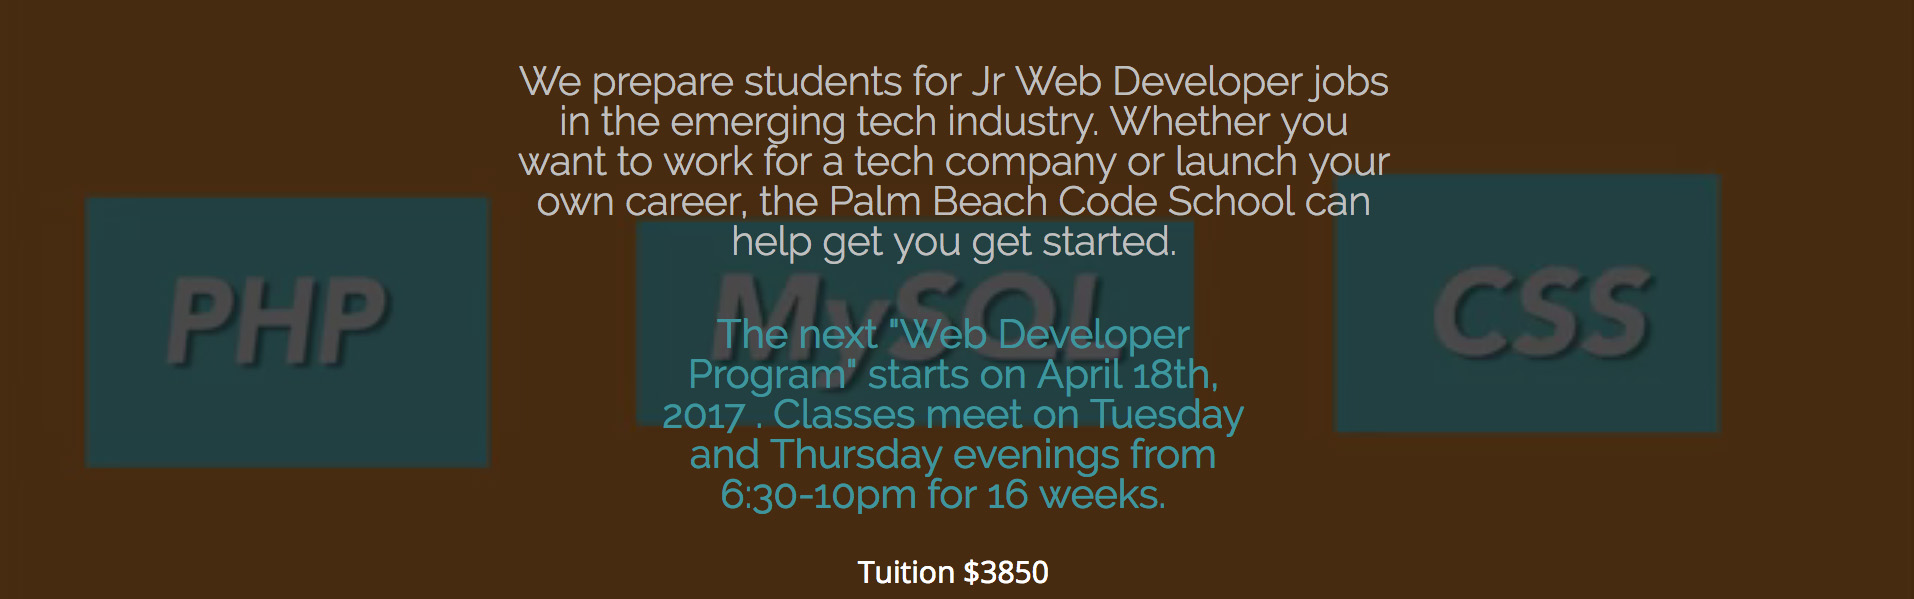 We prepare students for Jr Web Developer jobs
in the emerging tech industry. Whether you
want to work for a tech company or launch your
own career, the Palm Beach Code School can
help get you get started.
PHP
MySQL
CSS
The next "Web Developer
Program" starts on April 18th,
2017 . Classes meet on Tuesday
and Thursday evenings from
6:30-10pm for 16 weeks.
Tuition $3850